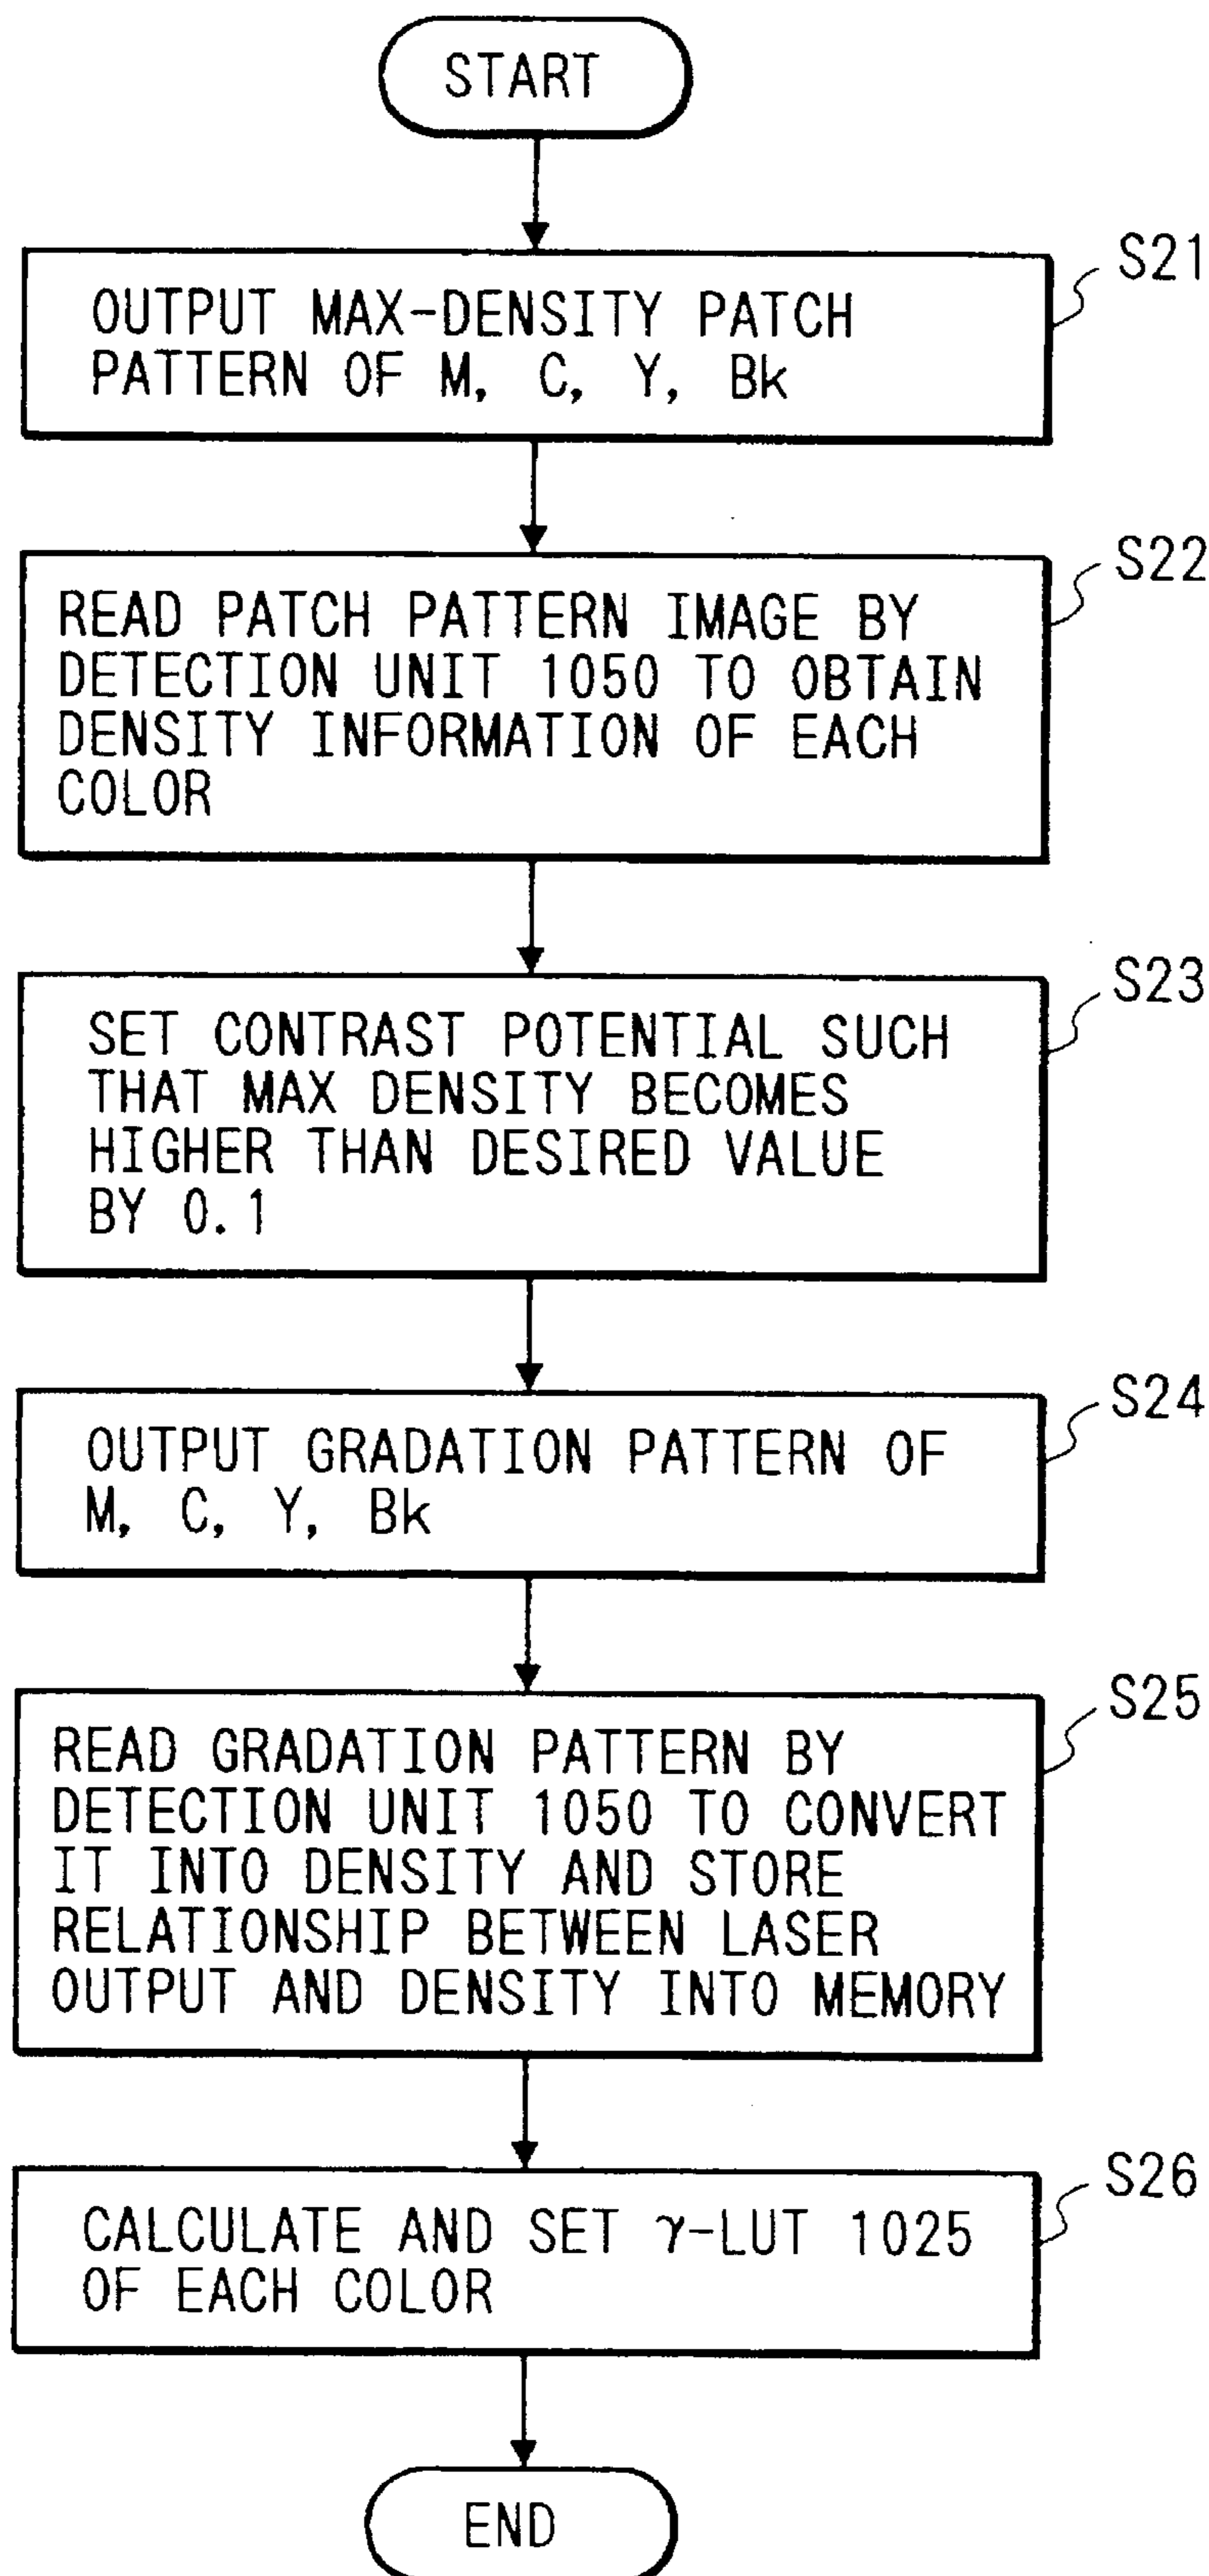 START
S21
OUTPUT MAX-DENSITY PATCH
PATTERN OF M, C, Y, Bk
S22
READ PATCH PATTERN IMAGE BY
DETECTION UNIT 1050 TO OBTAIN
DENSITY INFORMATION OF EACH
COLOR
S23
SET CONTRAST POTENTIAL SUCH
THAT MAX DENSITY BECOMES
HIGHER THAN DESIRED VALUE
BY 0.1
S24
OUTPUT GRADATION PATTERN OF
M, C, Y, Bk
S25
READ GRADATION PATTERN BY
DETECTION UNIT 1050 TO CONVERT
IT INTO DENSITY AND STORE
RELATIONSHIP BETWEEN LASER
OUTPUT AND DENSITY INTO MEMORY
S26
CALCULATE AND SET γ-LUT 1025
OF EACH COLOR
END